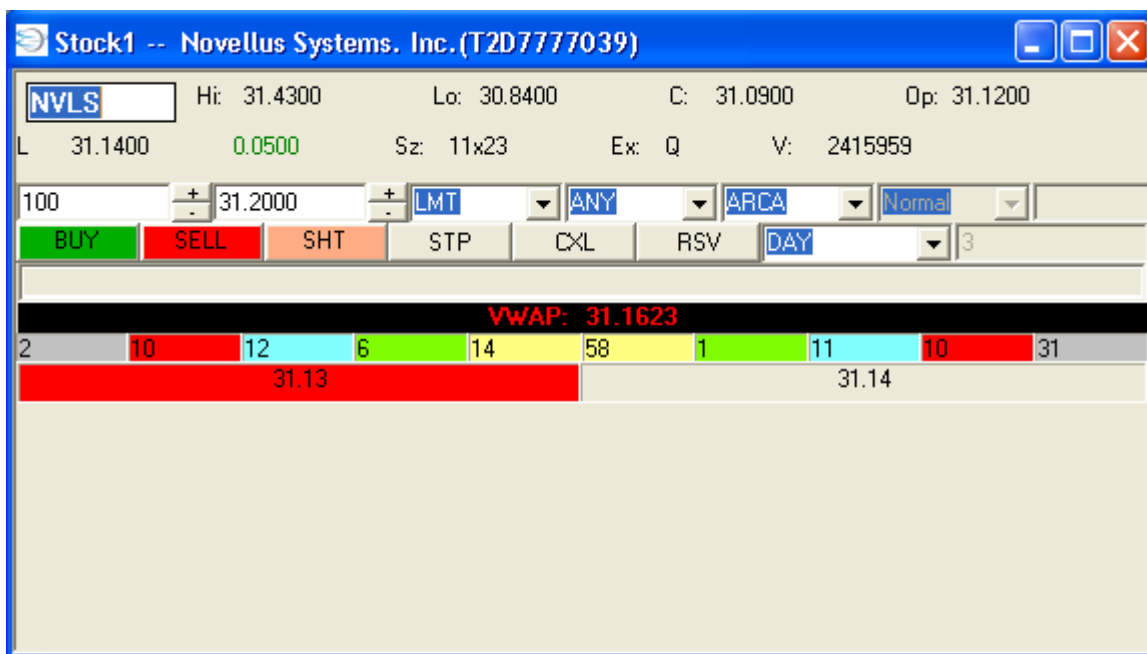 Stock1 -- Novellus Systems. Inc.(T2D7777039)
NVLS Hi: 31.4300 Lo: 30.8400 C: 31.0900 Op: 31.1200
L 31.1400 0.0500 Sz: 11x23 Ex: Q V: 2415959
100 + - 31.2000 + - LMT ANY ARCA Normal
BUY SELL SHT STP CXL RSV DAY 3
VWAP: 31.1623
2 10 12 6 14 58 1 11 10 31
31.13 31.14